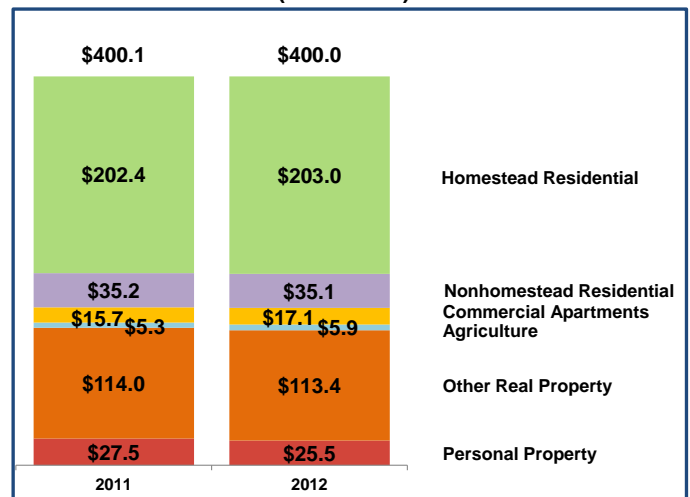 $400.1 $400.0
$202.4 $203.0 Homestead Residential
$35.2 $35.1 Nonhomestead Residential
$15.7 $17.1 Commercial Apartments
$5.3 $5.9 Agriculture
$114.0 $113.4 Other Real Property
$27.5 $25.5 Personal Property
2011 2012